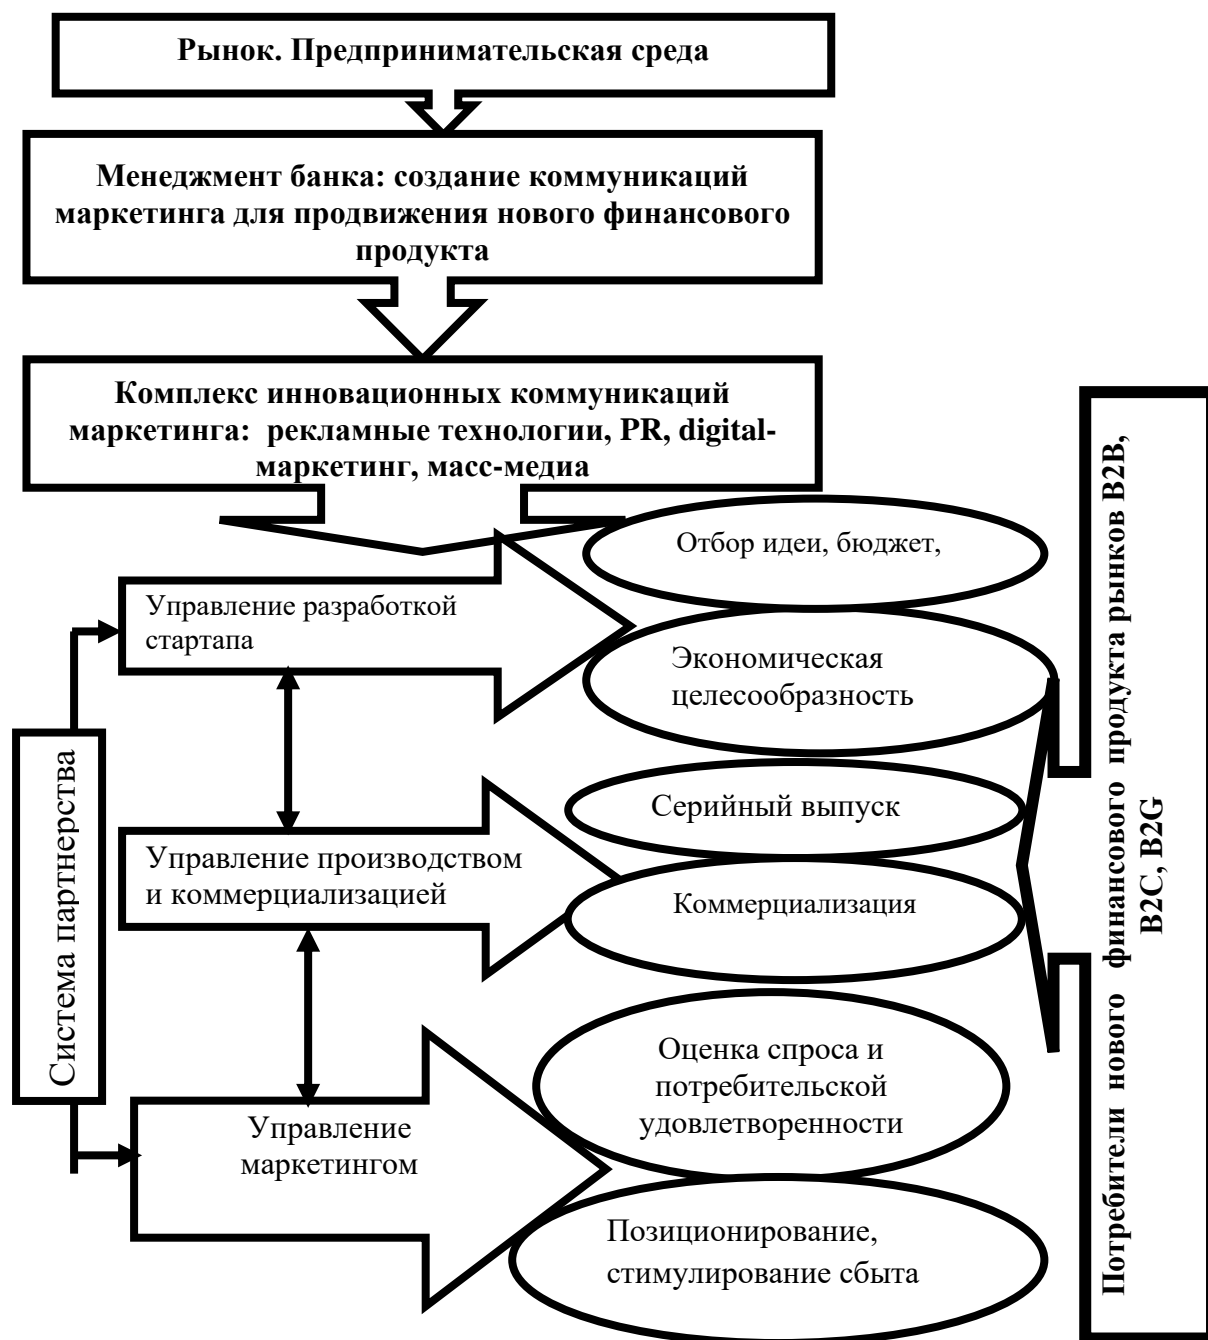 Рынок. Предпринимательская среда
Менеджмент банка: создание коммуникаций
маркетинга для продвижения нового финансового
продукта
Комплекс инновационных коммуникаций
маркетинга:  рекламные технологии, PR, digital-
маркетинг, масс-медиа
Отбор идеи, бюджет,
Управление разработкой
стартапа
Экономическая
целесообразность
Серийный выпуск
Управление производством
и коммерциализацией
Коммерциализация
Оценка спроса и
потребительской
удовлетворенности
Управление
маркетингом
Позиционирование,
стимулирование сбыта
Система партнерства
Потребители нового финансового продукта рынков B2B,
B2C, B2G